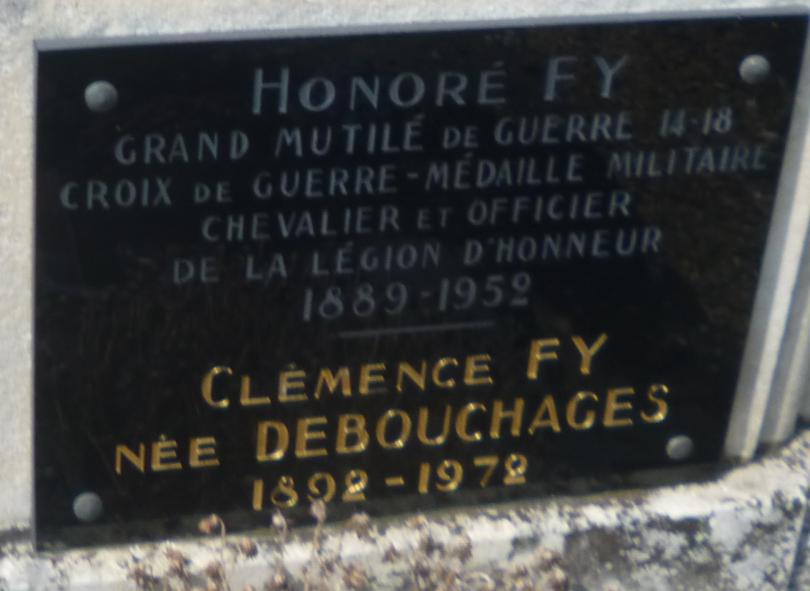 HONORÉ FY
GRAND MUTILÉ DE GUERRE 14-18
CROIX DE GUERRE - MÉDAILLE MILITAIRE
CHEVALIER ET OFFICIER
DE LA LÉGION D'HONNEUR
1889-1952
CLÉMENCE FY
NÉE DEBOUCHAGES
1892-1972